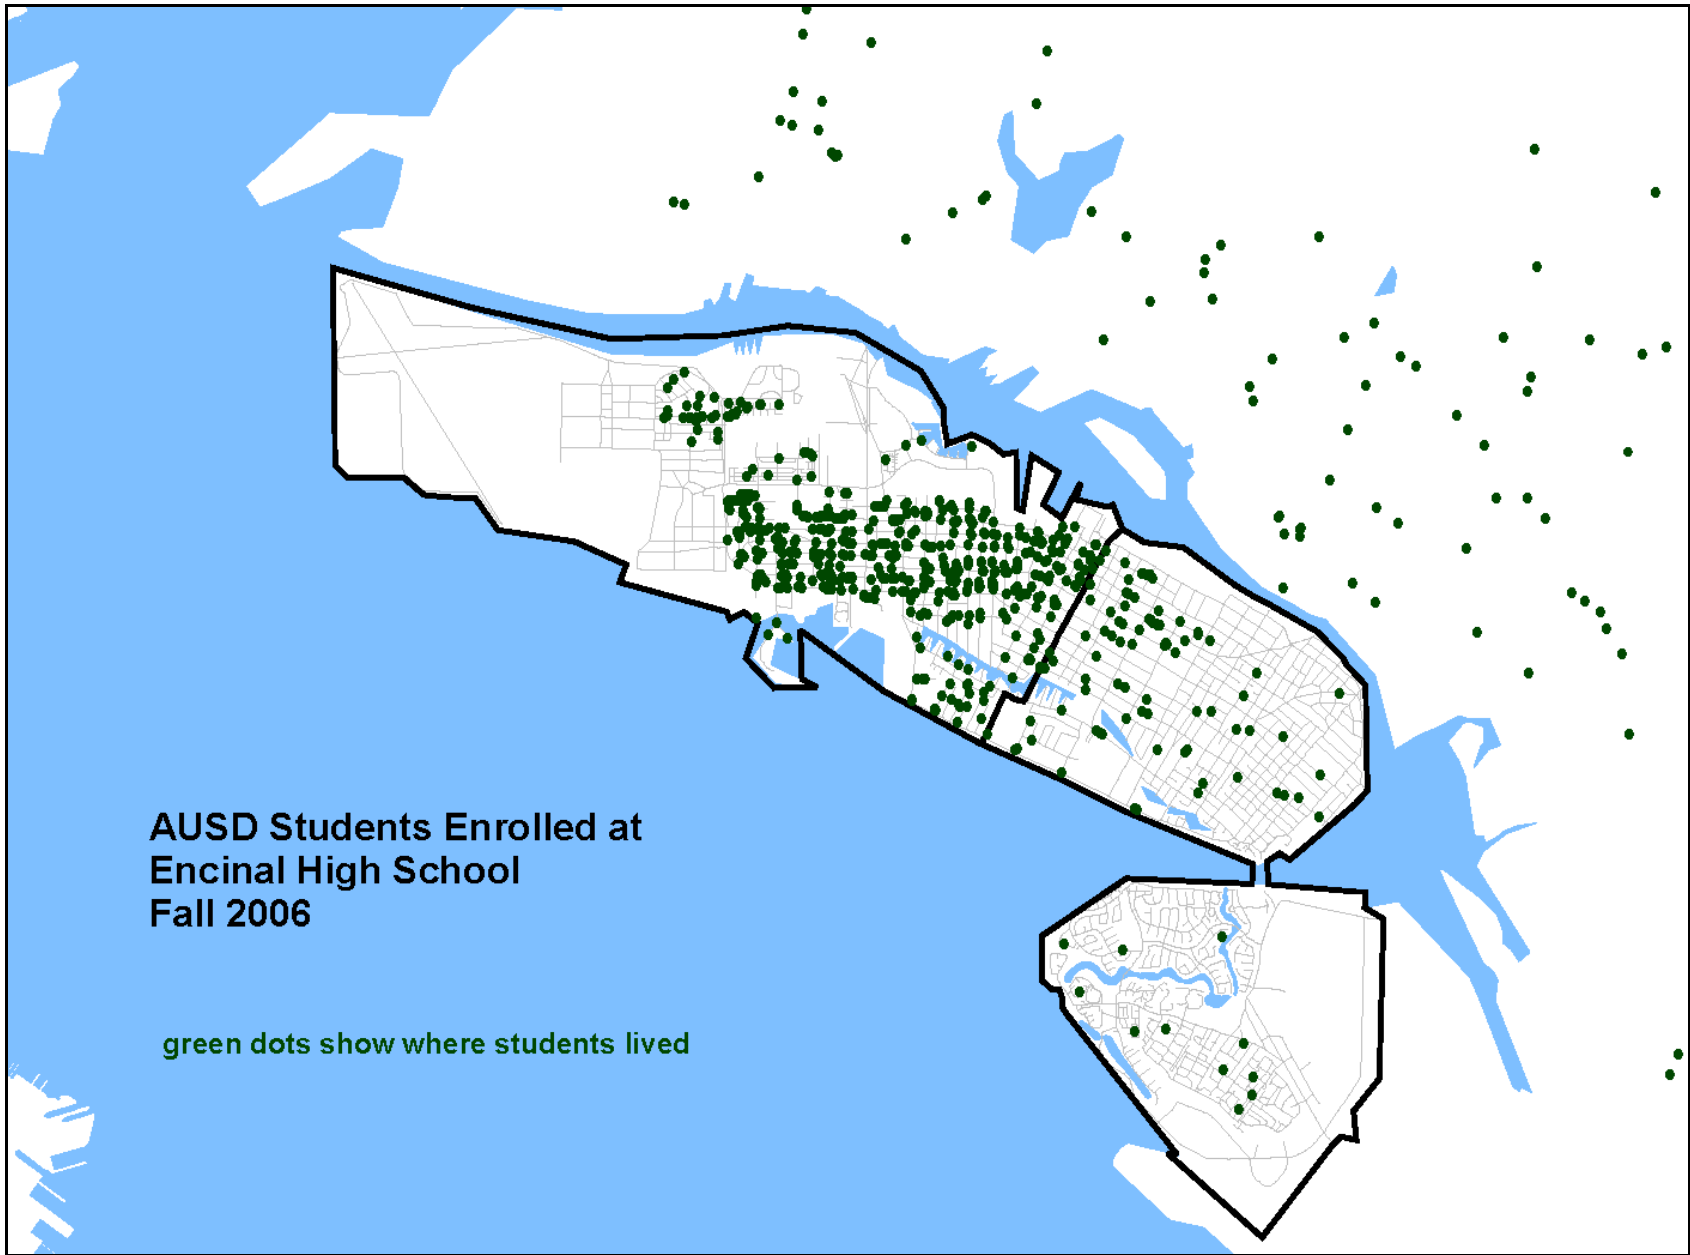 AUSD Students Enrolled at
Encinal High School
Fall 2006
green dots show where students lived